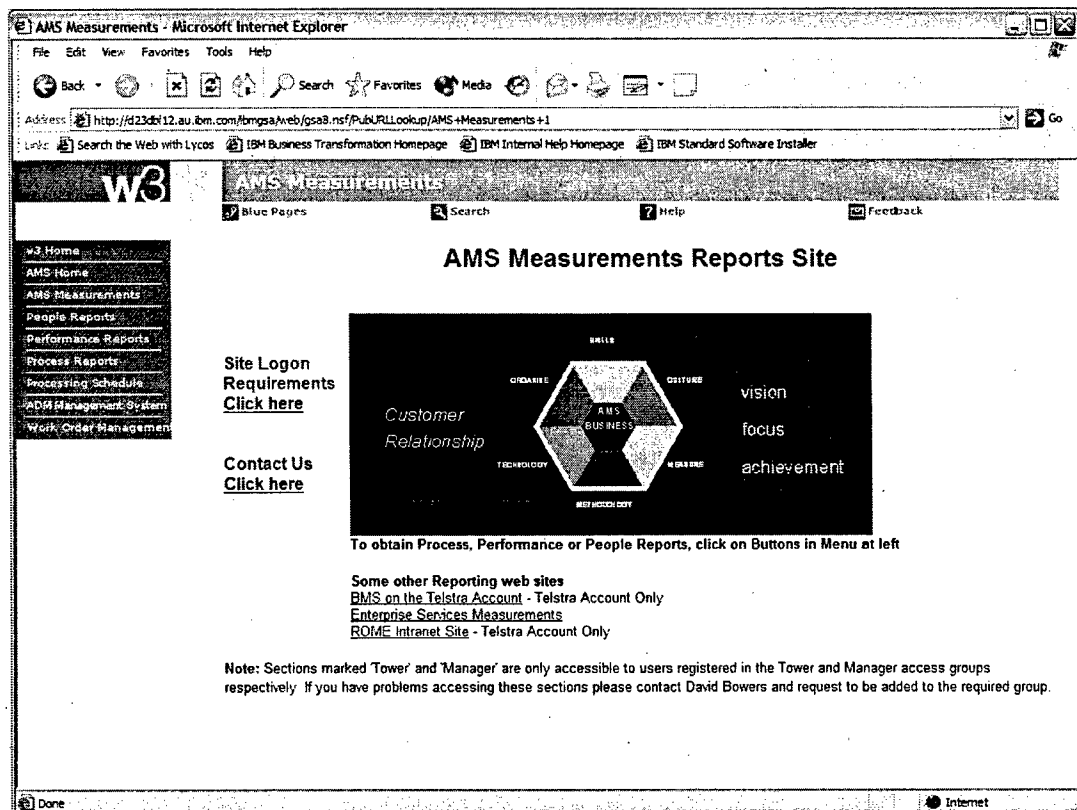 AMS Measurements - Microsoft Internet Explorer
File Edit View Favorites Tools Help
Back Search Favorites Media
Address http://d23dbl12.au.ibm.com/ibmgsa/web/gsa8.nsf/PubURLLookup/AMS+Measurements+1 Go
Links Search the Web with Lycos IBM Business Transformation Homepage IBM Internal Help Homepage IBM Standard Software Installer
w3 AMS Measurements
Blue Pages Search Help Feedback
w3 Home
AMS Home
AMS Measurements
People Reports
Performance Reports
Process Reports
Processing Schedule
ADM Management System
Work Order Managemen
AMS Measurements Reports Site
Site Logon
Requirements
Click here
Contact Us
Click here
SKILLS
ORGANISE
Customer
Relationship
AMS
BUSINESS
vision
focus
achievement
TECHNOLOGY
MEASURE
METHODOLOGY
To obtain Process, Performance or People Reports, click on Buttons in Menu at left
Some other Reporting web sites
BMS on the Telstra Account - Telstra Account Only
Enterprise Services Measurements
ROME Intranet Site - Telstra Account Only
Note: Sections marked 'Tower' and 'Manager' are only accessible to users registered in the Tower and Manager access groups
respectively If you have problems accessing these sections please contact David Bowers and request to be added to the required group.
Done Internet